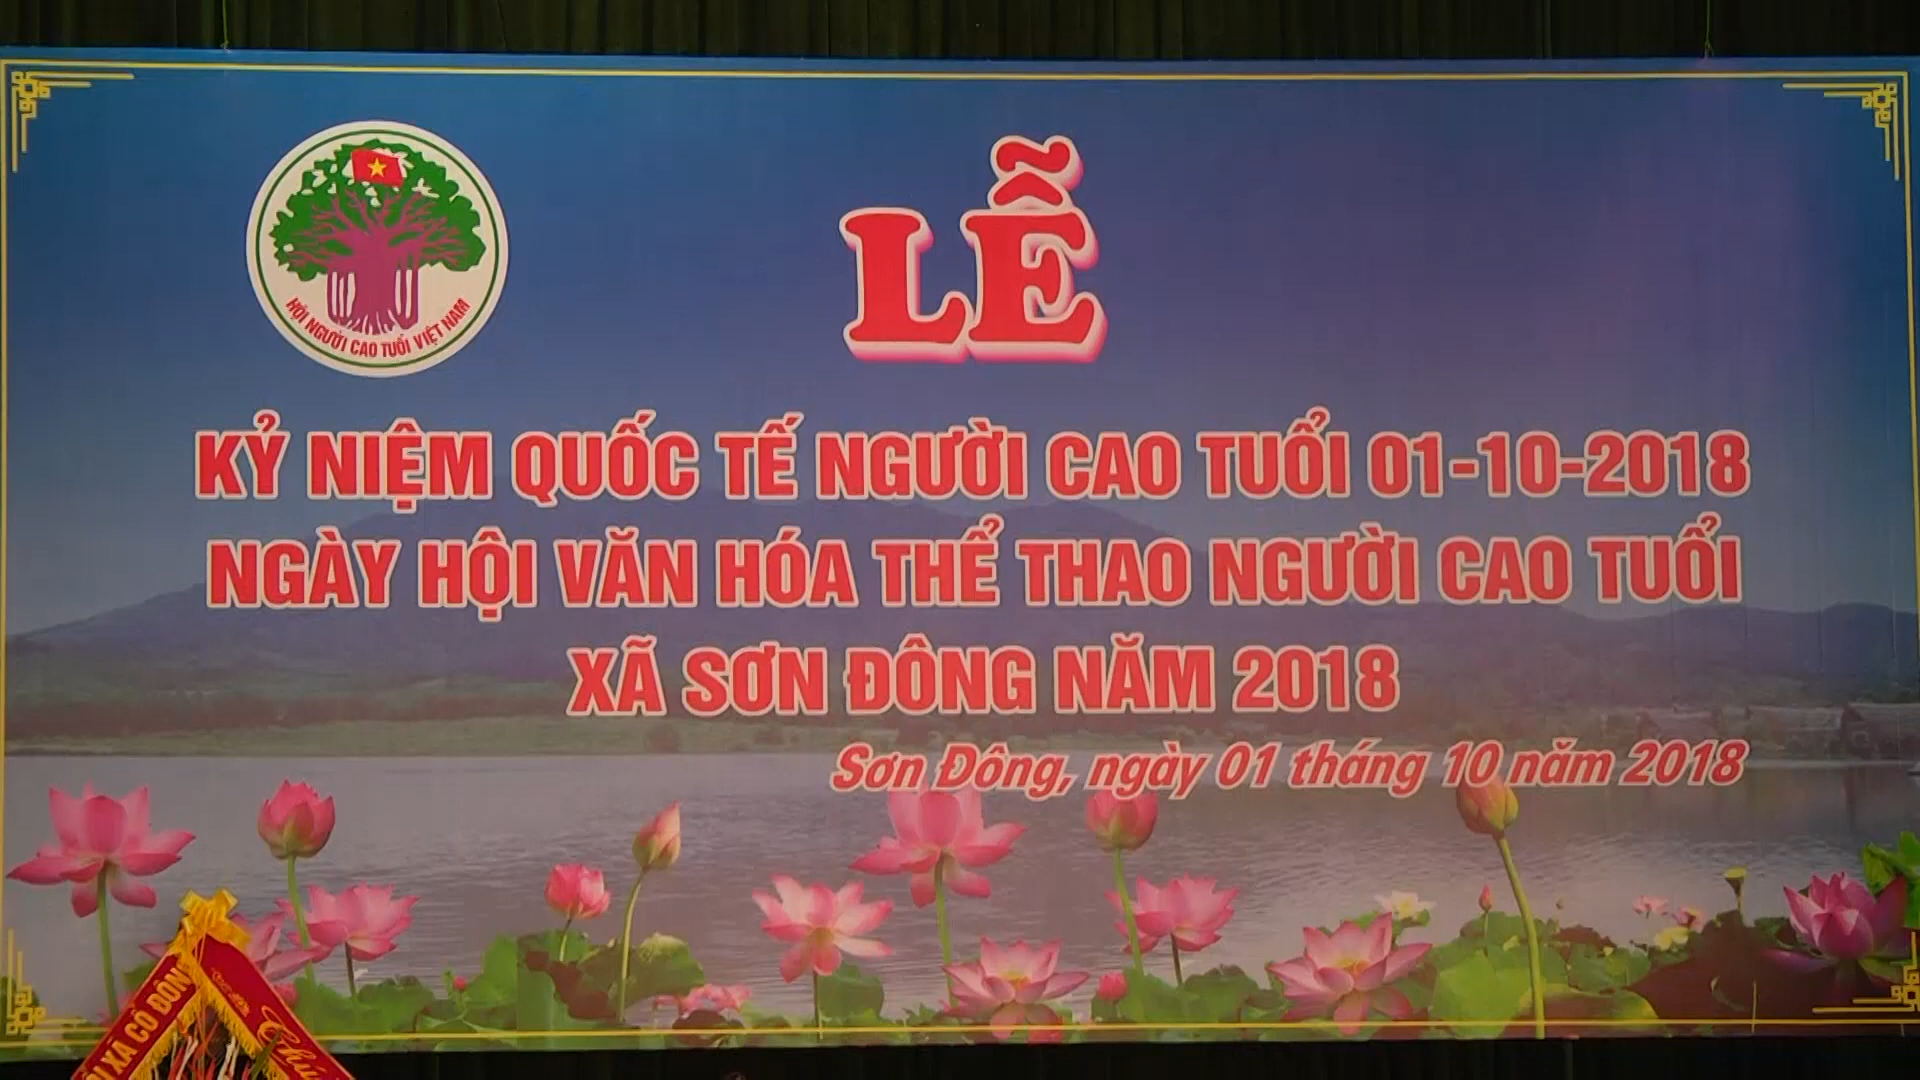 HỘI NGƯỜI CAO TUỔI VIỆT NAM
LỄ
KỶ NIỆM QUỐC TẾ NGƯỜI CAO TUỔI 01-10-2018
NGÀY HỘI VĂN HÓA THỂ THAO NGƯỜI CAO TUỔI
XÃ SƠN ĐÔNG NĂM 2018
Sơn Đông, ngày 01 tháng 10 năm 2018